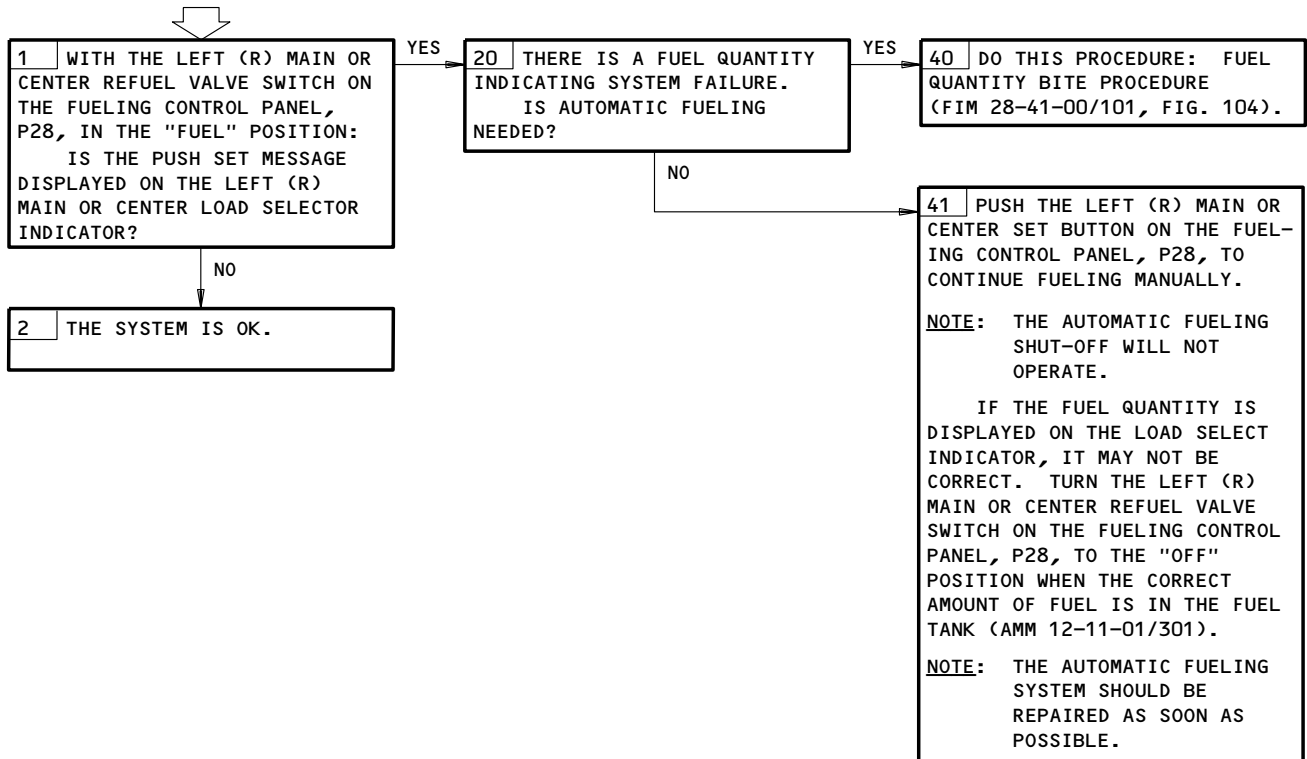 1 WITH THE LEFT (R) MAIN OR
CENTER REFUEL VALVE SWITCH ON
THE FUELING CONTROL PANEL,
P28, IN THE "FUEL" POSITION:
IS THE PUSH SET MESSAGE
DISPLAYED ON THE LEFT (R)
MAIN OR CENTER LOAD SELECTOR
INDICATOR?
YES
NO
2 THE SYSTEM IS OK.
20 THERE IS A FUEL QUANTITY
INDICATING SYSTEM FAILURE.
IS AUTOMATIC FUELING
NEEDED?
YES
NO
40 DO THIS PROCEDURE: FUEL
QUANTITY BITE PROCEDURE
(FIM 28-41-00/101, FIG. 104).
41 PUSH THE LEFT (R) MAIN OR
CENTER SET BUTTON ON THE FUEL-
ING CONTROL PANEL, P28, TO
CONTINUE FUELING MANUALLY.
NOTE: THE AUTOMATIC FUELING
SHUT-OFF WILL NOT
OPERATE.
IF THE FUEL QUANTITY IS
DISPLAYED ON THE LOAD SELECT
INDICATOR, IT MAY NOT BE
CORRECT. TURN THE LEFT (R)
MAIN OR CENTER REFUEL VALVE
SWITCH ON THE FUELING CONTROL
PANEL, P28, TO THE "OFF"
POSITION WHEN THE CORRECT
AMOUNT OF FUEL IS IN THE FUEL
TANK (AMM 12-11-01/301).
NOTE: THE AUTOMATIC FUELING
SYSTEM SHOULD BE
REPAIRED AS SOON AS
POSSIBLE.